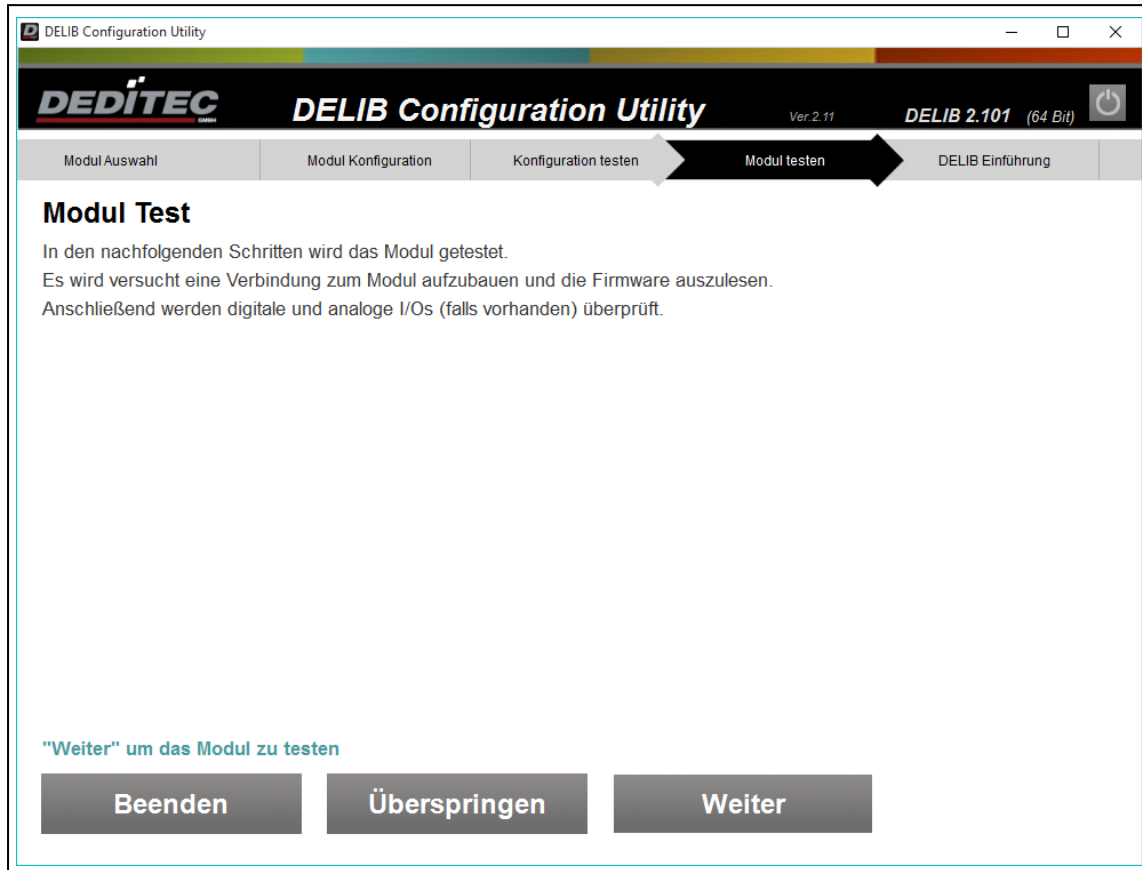 DELIB Configuration Utility
DEDITEC GMBH DELIB Configuration Utility Ver.2.11 DELIB 2.101 (64 Bit)
Modul Auswahl Modul Konfiguration Konfiguration testen Modul testen DELIB Einführung
Modul Test
In den nachfolgenden Schritten wird das Modul getestet.
Es wird versucht eine Verbindung zum Modul aufzubauen und die Firmware auszulesen.
Anschließend werden digitale und analoge I/Os (falls vorhanden) überprüft.
"Weiter" um das Modul zu testen
Beenden Überspringen Weiter